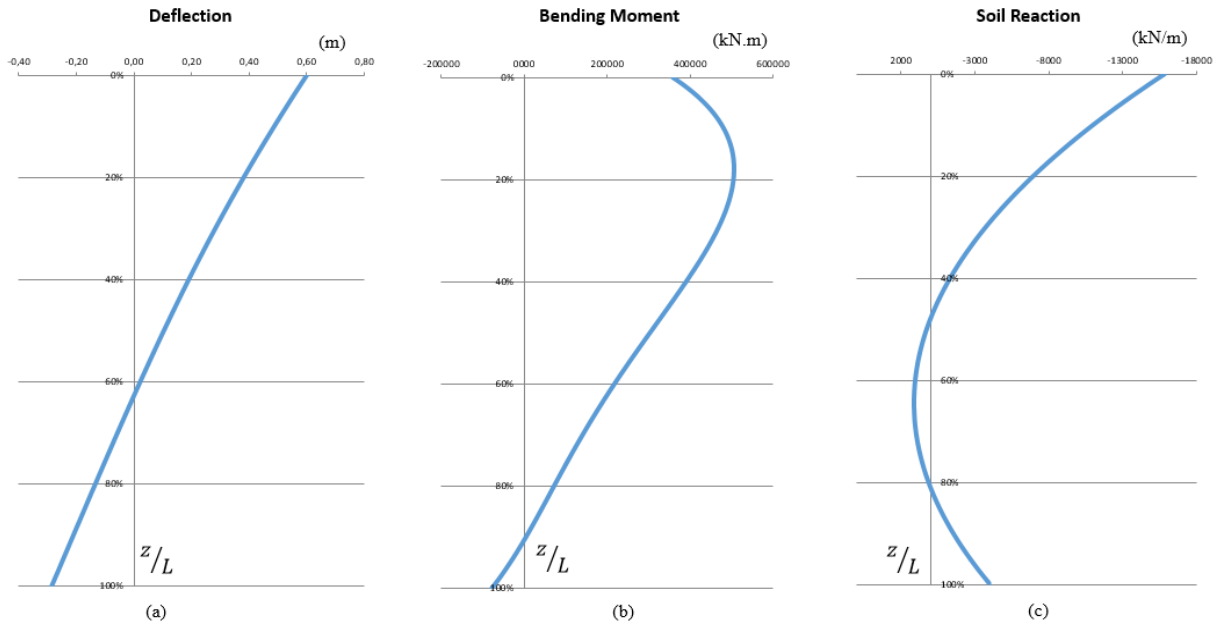 Deflection
(m)
-0,40 -0,20 0,00 0,20 0,40 0,60 0,80
0%
20%
40%
60%
80%
100%
z/L
(a)
Bending Moment
(kN.m)
-200000 0000 200000 400000 600000
0%
20%
40%
60%
80%
100%
z/L
(b)
Soil Reaction
(kN/m)
2000 -3000 -8000 -13000 -18000
0%
20%
40%
60%
80%
100%
z/L
(c)